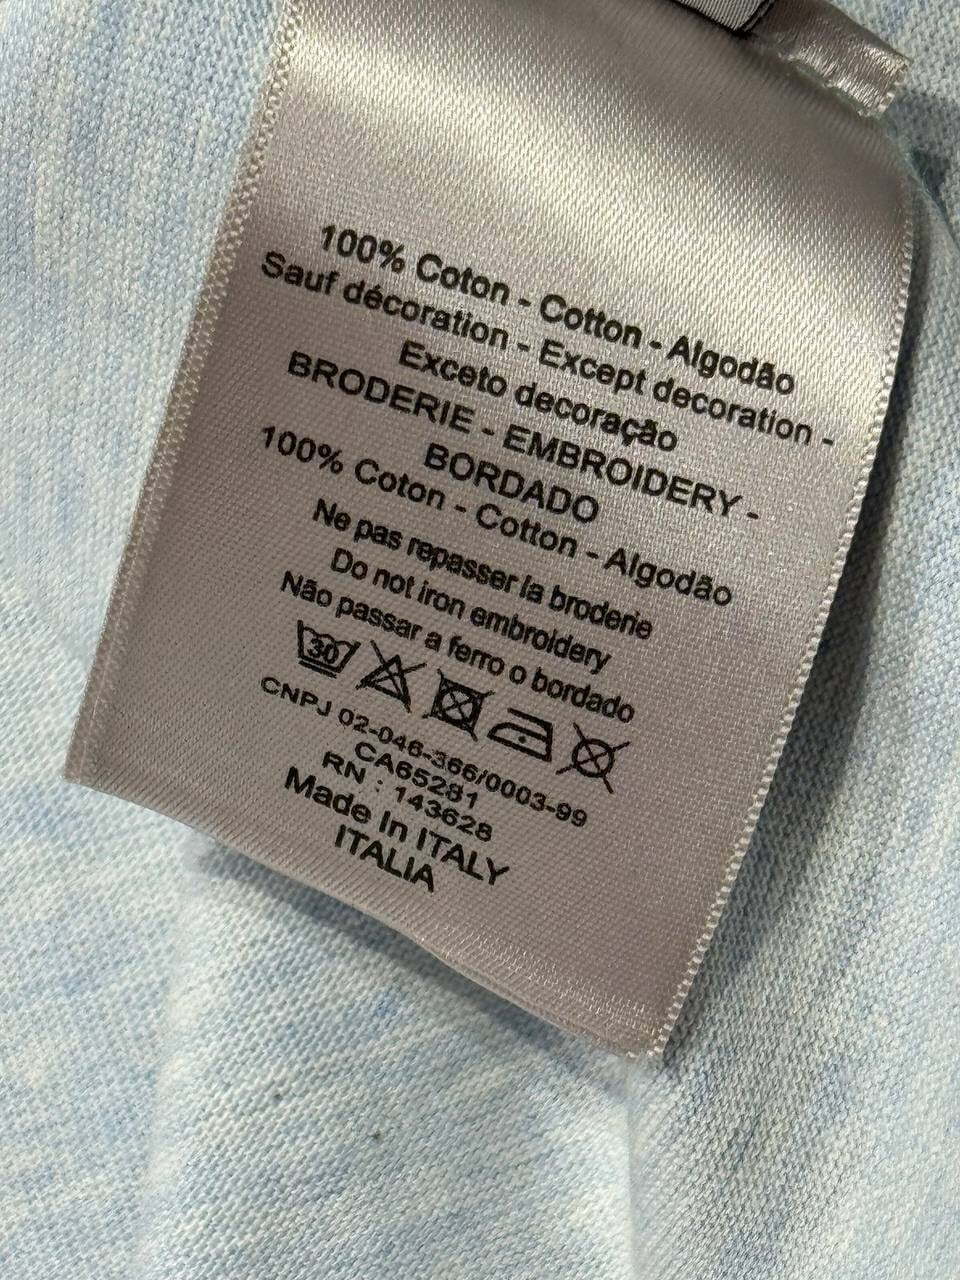 100% Coton - Cotton - Algodão
Sauf décoration - Except decoration -
Exceto decoração
BRODERIE - EMBROIDERY -
BORDADO
100% Coton - Cotton - Algodão
Ne pas repasser la broderie
Do not iron embroidery
Não passar a ferro o bordado
30
CNPJ 02-046-366/0003-99
CA65281
RN : 143628
Made In ITALY
ITALIA